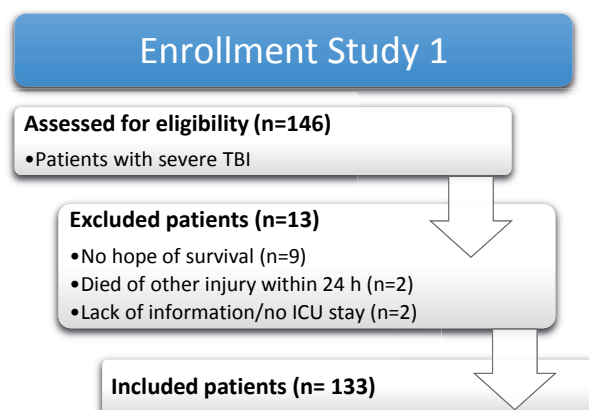 Enrollment Study 1
Assessed for eligibility (n=146)
•Patients with severe TBI
Excluded patients (n=13)
•No hope of survival (n=9)
•Died of other injury within 24 h (n=2)
•Lack of information/no ICU stay (n=2)
Included patients (n= 133)